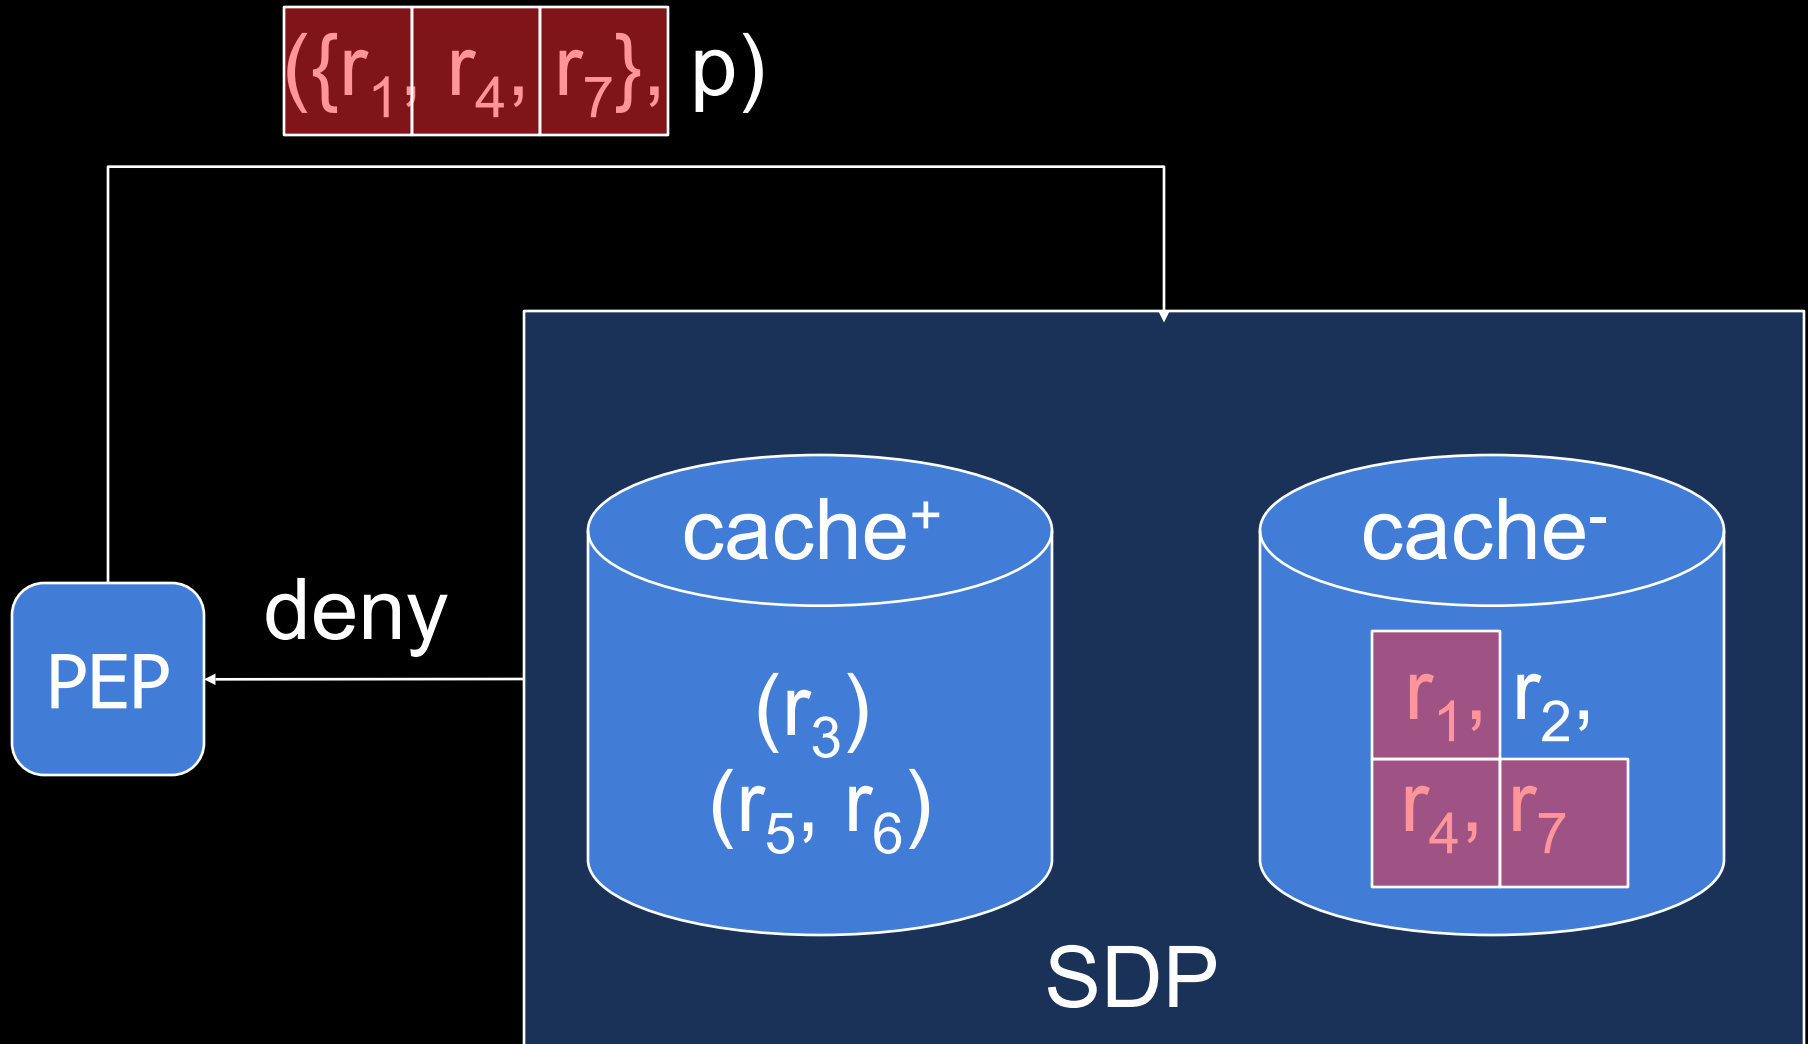 ({r₁, r₄, r₇}, p)
cache⁺
cache⁻
deny
PEP
(r₃)
(r₅, r₆)
r₁, r₂,
r₄, r₇
SDP